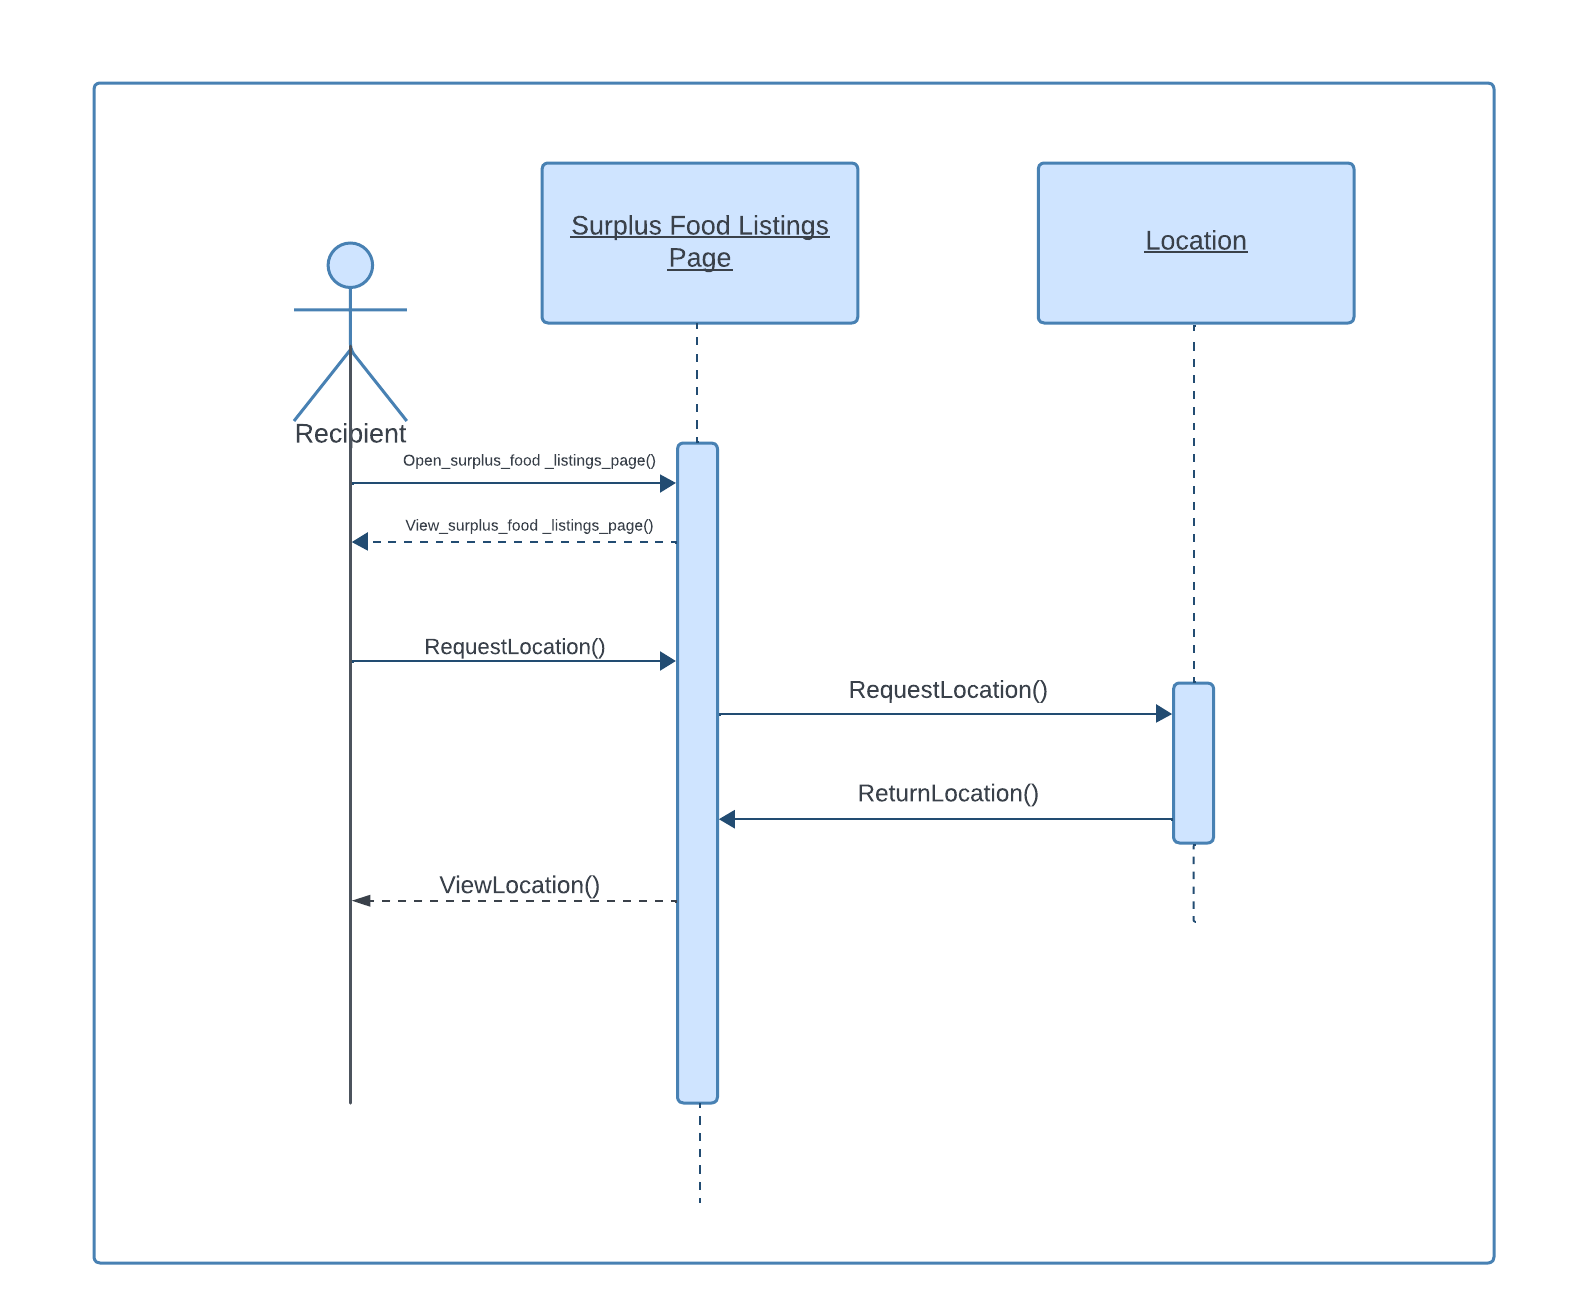 Surplus Food Listings
Page
Location
Recipient
Open_surplus_food _listings_page()
View_surplus_food _listings_page()
RequestLocation()
RequestLocation()
ReturnLocation()
ViewLocation()